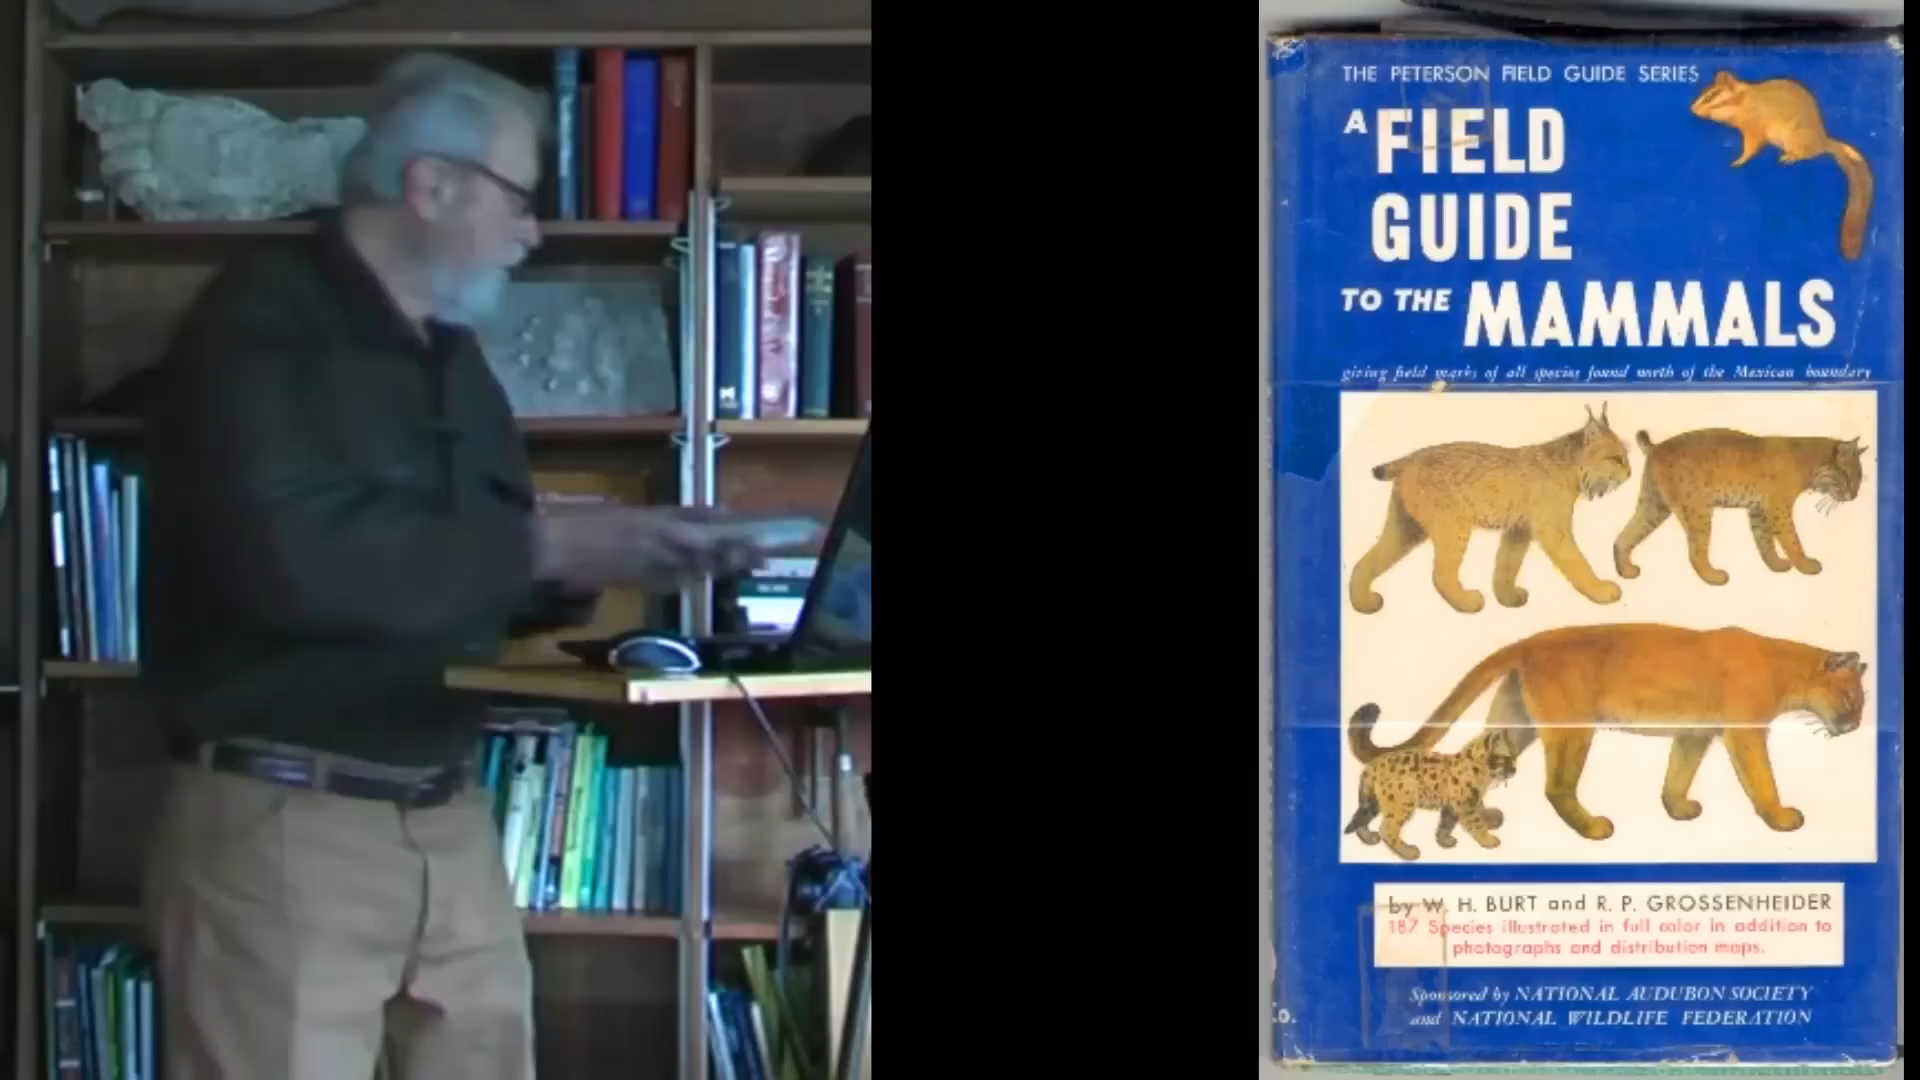 THE PETERSON FIELD GUIDE SERIES
A FIELD
GUIDE
TO THE MAMMALS
giving field marks of all species found north of the Mexican boundary
by W. H. BURT and R. P. GROSSENHEIDER
187 Species illustrated in full color in addition to
photographs and distribution maps.
Sponsored by NATIONAL AUDUBON SOCIETY
and NATIONAL WILDLIFE FEDERATION